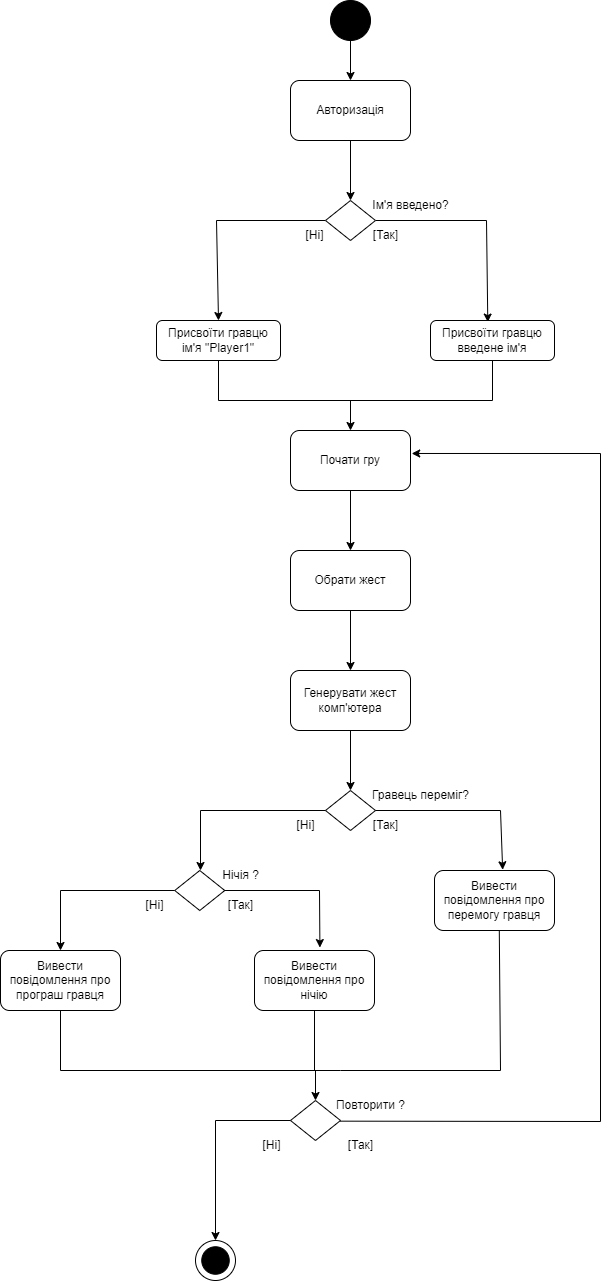 Авторизація
Ім'я введено?
[Ні]
[Так]
Присвоїти гравцю
ім'я "Player1"
Присвоїти гравцю
введене ім'я
Почати гру
Обрати жест
Генерувати жест
комп'ютера
Гравець переміг?
[Ні]
[Так]
Нічія ?
[Ні]
[Так]
Вивести
повідомлення про
перемогу гравця
Вивести
повідомлення про
програш гравця
Вивести
повідомлення про
нічію
Повторити ?
[Ні]
[Так]